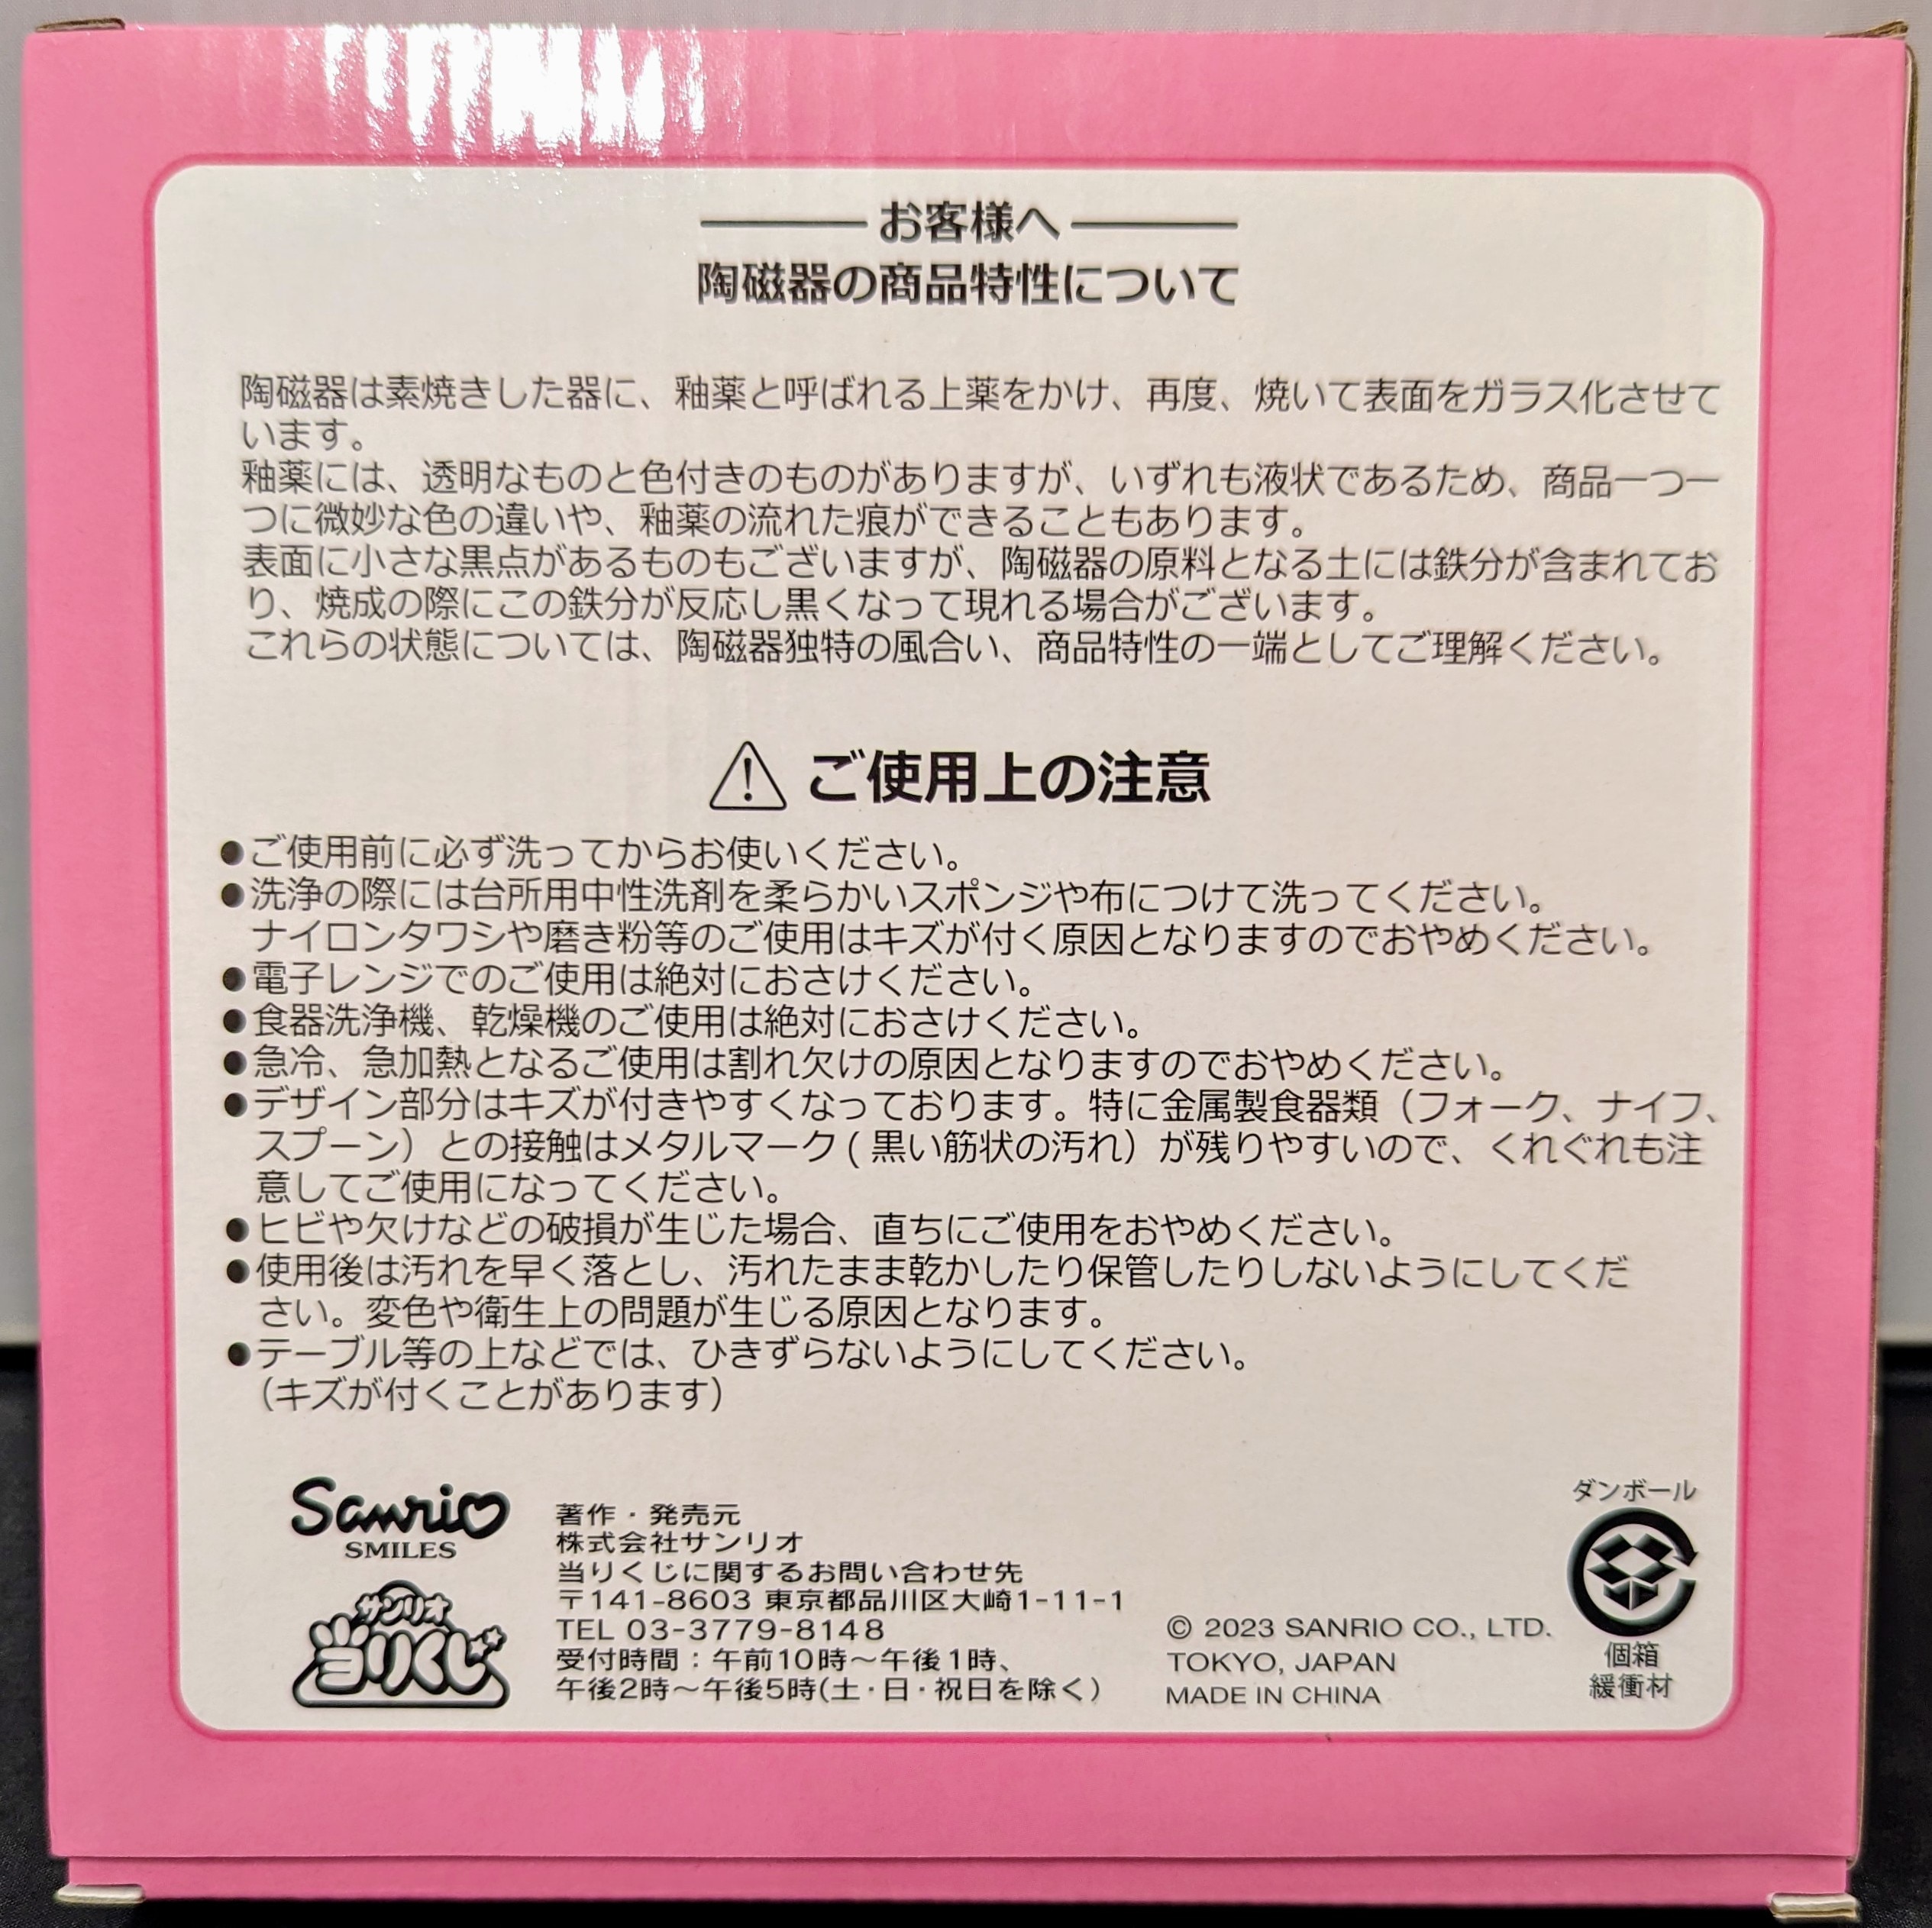 お客様へ
陶磁器の商品特性について
陶磁器は素焼きした器に、釉薬と呼ばれる上薬をかけ、再度、焼いて表面をガラス化させて
います。
釉薬には、透明なものと色付きのものがありますが、いずれも液状であるため、商品一つ一
つに微妙な色の違いや、釉薬の流れた痕ができることもあります。
表面に小さな黒点があるものもございますが、陶磁器の原料となる土には鉄分が含まれてお
り、焼成の際にこの鉄分が反応し黒くなって現れる場合がございます。
これらの状態については、陶磁器独特の風合い、商品特性の一端としてご理解ください。
ご使用上の注意
●ご使用前に必ず洗ってからお使いください。
●洗浄の際には台所用中性洗剤を柔らかいスポンジや布につけて洗ってください。
ナイロンタワシや磨き粉等のご使用はキズが付く原因となりますのでおやめください。
●電子レンジでのご使用は絶対におさけください。
●食器洗浄機、乾燥機のご使用は絶対におさけください。
●急冷、急加熱となるご使用は割れ欠けの原因となりますのでおやめください。
●デザイン部分はキズが付きやすくなっております。特に金属製食器類（フォーク、ナイフ、
スプーン）との接触はメタルマーク(黒い筋状の汚れ）が残りやすいので、くれぐれも注
意してご使用になってください。
●ヒビや欠けなどの破損が生じた場合、直ちにご使用をおやめください。
●使用後は汚れを早く落とし、汚れたまま乾かしたり保管したりしないようにしてくだ
さい。変色や衛生上の問題が生じる原因となります。
●テーブル等の上などでは、ひきずらないようにしてください。
（キズが付くことがあります）
Sanrio
SMILES
サンリオ
当りくじ
著作・発売元
株式会社サンリオ
当りくじに関するお問い合わせ先
〒141-8603 東京都品川区大崎1-11-1
TEL 03-3779-8148
受付時間：午前10時～午後1時、
午後2時～午後5時(土・日・祝日を除く）
© 2023 SANRIO CO., LTD.
TOKYO, JAPAN
MADE IN CHINA
ダンボール
個箱
緩衝材